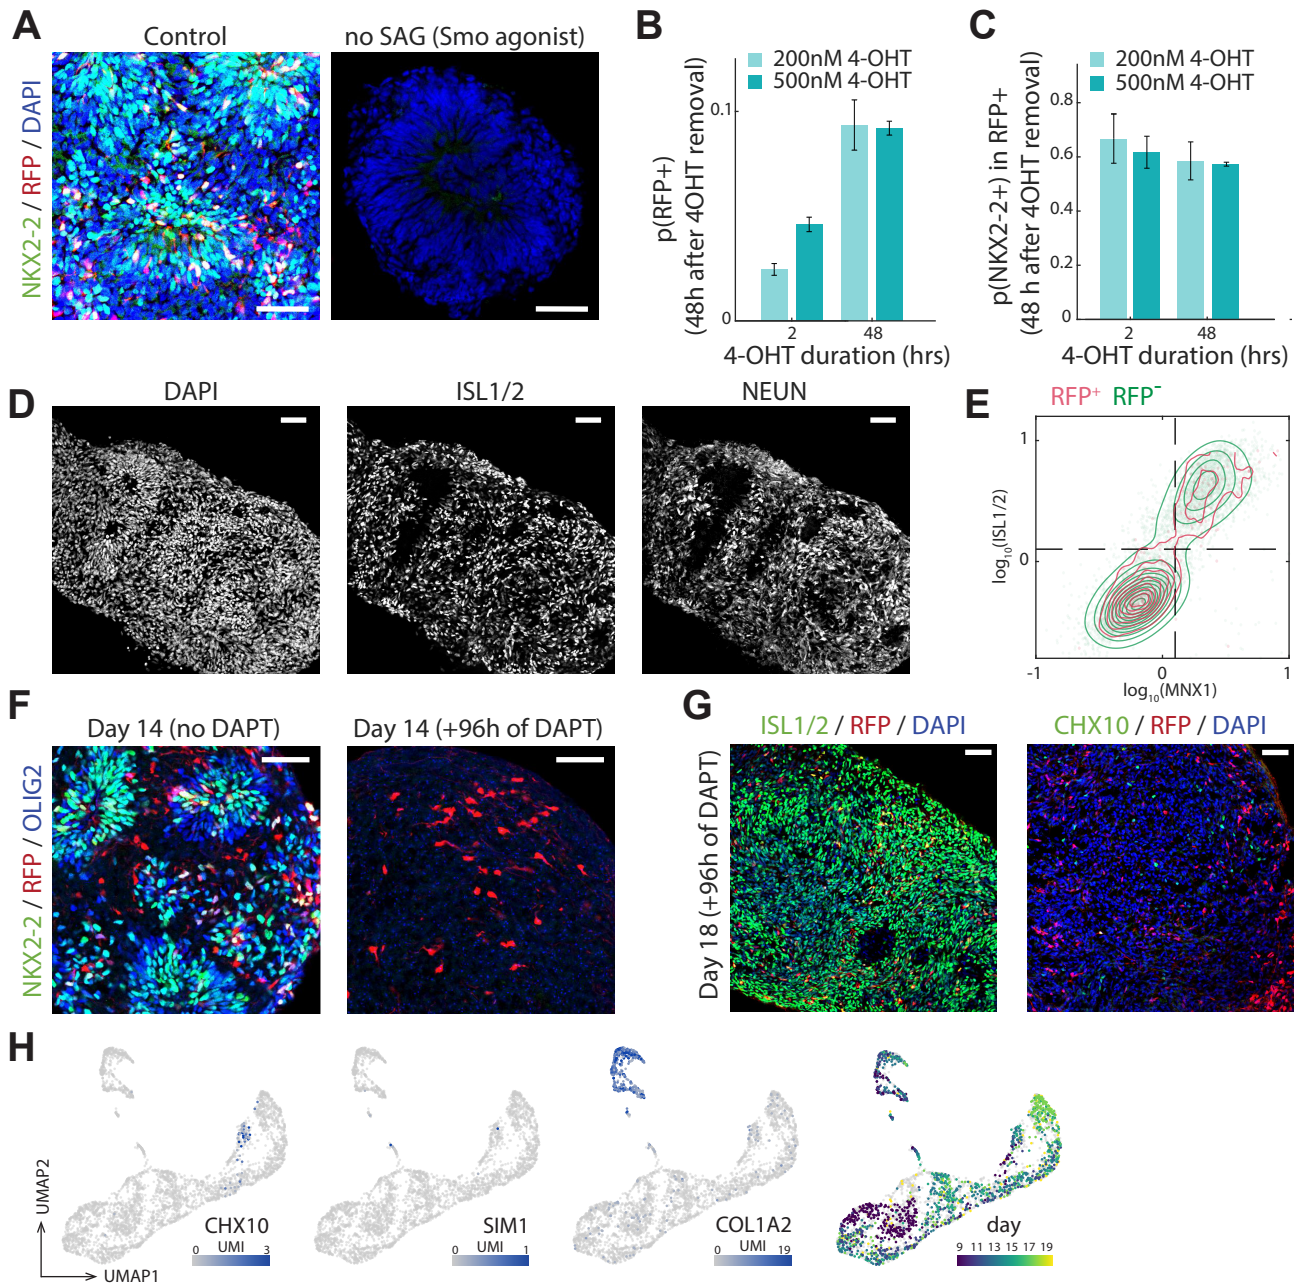 A
Control
no SAG (Smo agonist)
NKX2-2 / RFP / DAPI
B
200nM 4-OHT
500nM 4-OHT
p(RFP+)
(48h after 4OHT removal)
0.1
0
2
48
4-OHT duration (hrs)
C
200nM 4-OHT
500nM 4-OHT
p(NKX2-2+) in RFP+
(48 h after 4OHT removal)
0.8
0.6
0.4
0.2
0
2
48
4-OHT duration (hrs)
D
DAPI
ISL1/2
NEUN
E
RFP+ RFP-
log10(ISL1/2)
1
0
-1
0
1
log10(MNX1)
F
Day 14 (no DAPT)
Day 14 (+96h of DAPT)
NKX2-2 / RFP / OLIG2
G
ISL1/2 / RFP / DAPI
CHX10 / RFP / DAPI
Day 18 (+96h of DAPT)
H
UMAP2
UMAP1
CHX10
0 UMI 3
SIM1
0 UMI 1
COL1A2
0 UMI 19
day
9 11 13 15 17 19